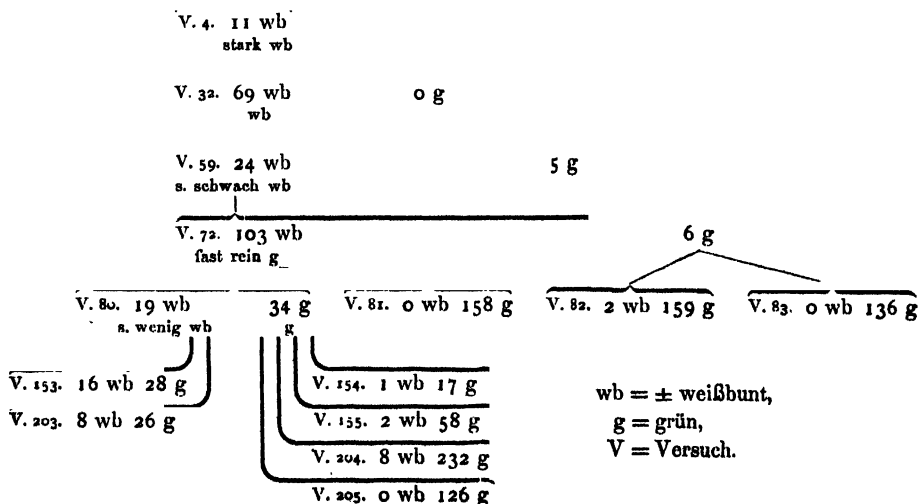 V. 4. 11 wb
stark wb
V. 32. 69 wb 0 g
wb
V. 59. 24 wb 5 g
s. schwach wb
V. 72. 103 wb 6 g
fast rein g
V. 80. 19 wb 34 g V. 81. 0 wb 158 g V. 82. 2 wb 159 g V. 83. 0 wb 136 g
s. wenig wb g
V. 153. 16 wb 28 g V. 154. 1 wb 17 g
V. 203. 8 wb 26 g V. 155. 2 wb 58 g
V. 204. 8 wb 232 g
V. 205. 0 wb 126 g
wb = ± weißbunt,
g = grün,
V = Versuch.